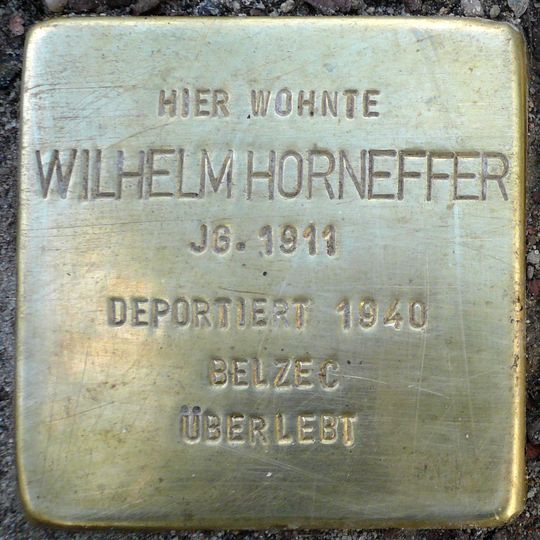 HIER WOHNTE
WILHELM HORNEFFER
JG. 1911
DEPORTIERT 1940
BELZEC
ÜBERLEBT